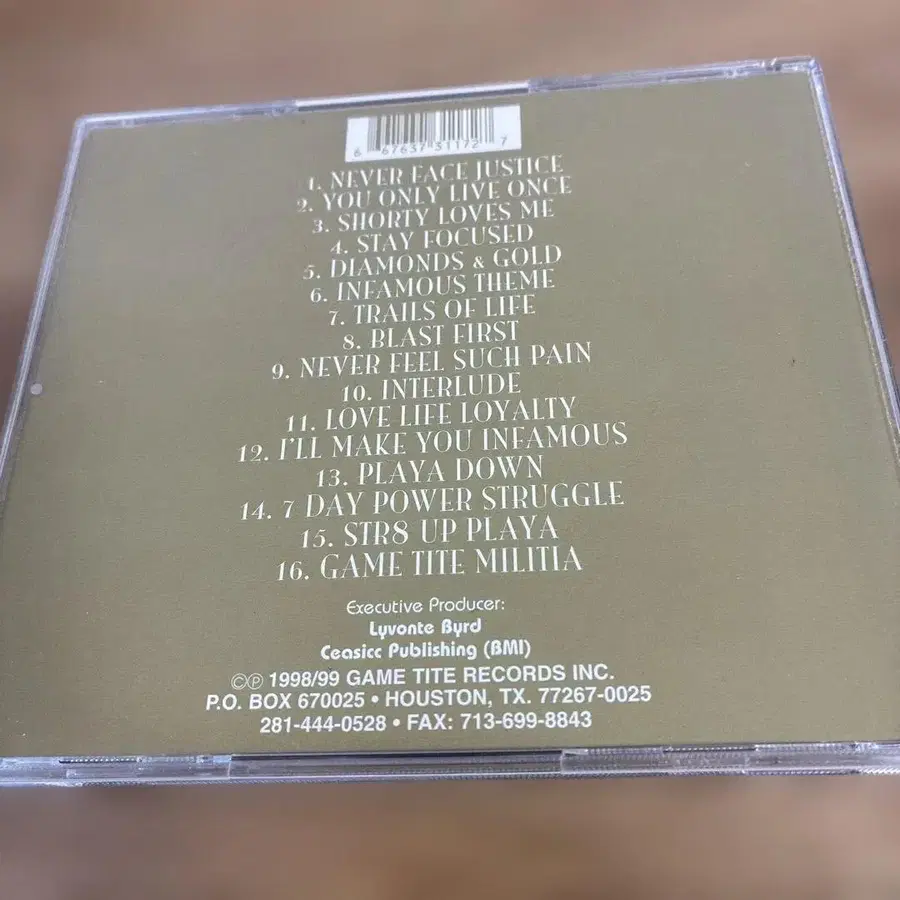 6 67637 31172 7
1. NEVER FACE JUSTICE
2. YOU ONLY LIVE ONCE
3. SHORTY LOVES ME
4. STAY FOCUSED
5. DIAMONDS & GOLD
6. INFAMOUS THEME
7. TRAILS OF LIFE
8. BLAST FIRST
9. NEVER FEEL SUCH PAIN
10. INTERLUDE
11. LOVE LIFE LOYALTY
12. I'LL MAKE YOU INFAMOUS
13. PLAYA DOWN
14. 7 DAY POWER STRUGGLE
15. STR8 UP PLAYA
16. GAME TITE MILITIA
Executive Producer:
Lyvonte Byrd
Ceasicc Publishing (BMI)
©℗ 1998/99 GAME TITE RECORDS INC.
P.O. BOX 670025 • HOUSTON, TX. 77267-0025
281-444-0528 • FAX: 713-699-8843